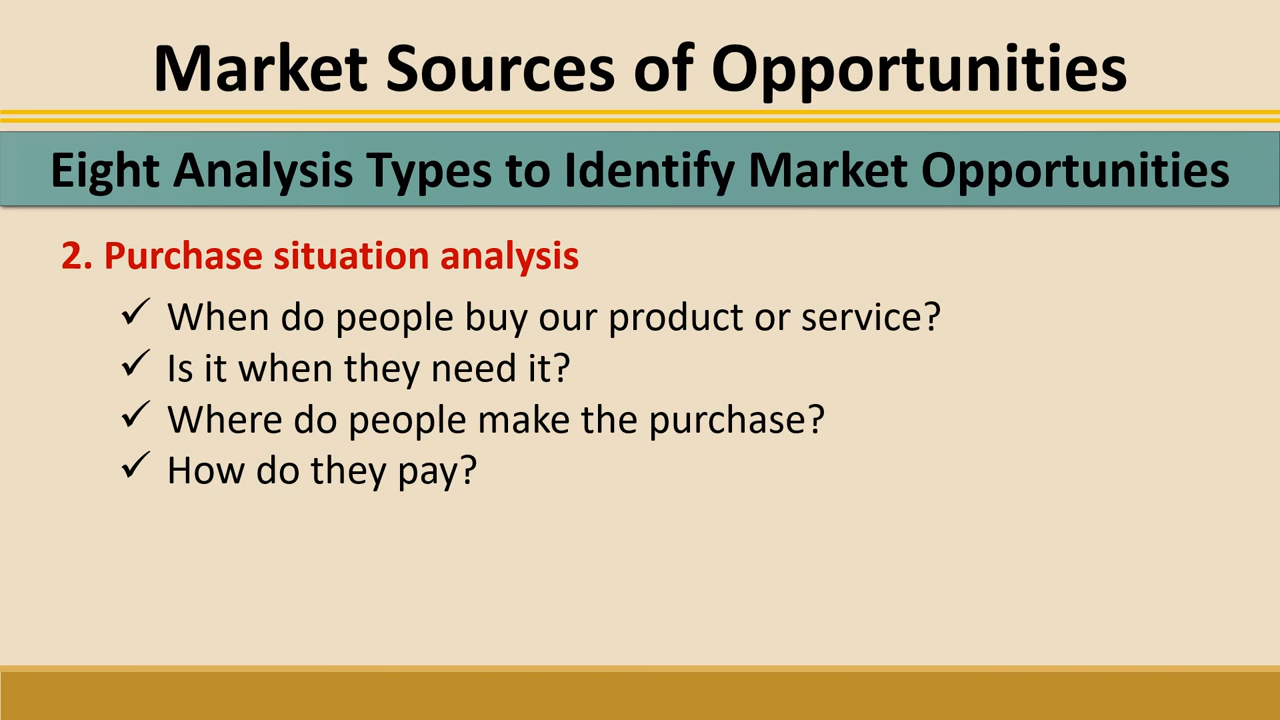 Market Sources of Opportunities
Eight Analysis Types to Identify Market Opportunities
2. Purchase situation analysis
✓ When do people buy our product or service?
✓ Is it when they need it?
✓ Where do people make the purchase?
✓ How do they pay?